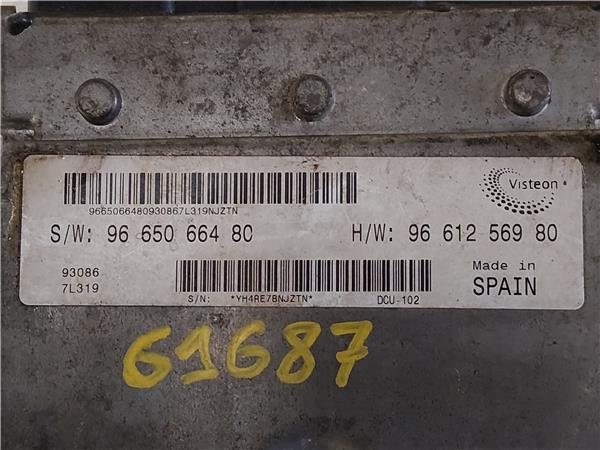 Visteon
9665066480930867L319NJZTN
S/W: 96 650 664 80 H/W: 96 612 569 80
93086 Made in
7L319 SPAIN
S/N: *YH4RE7BNJZTN* DCU-102
61687